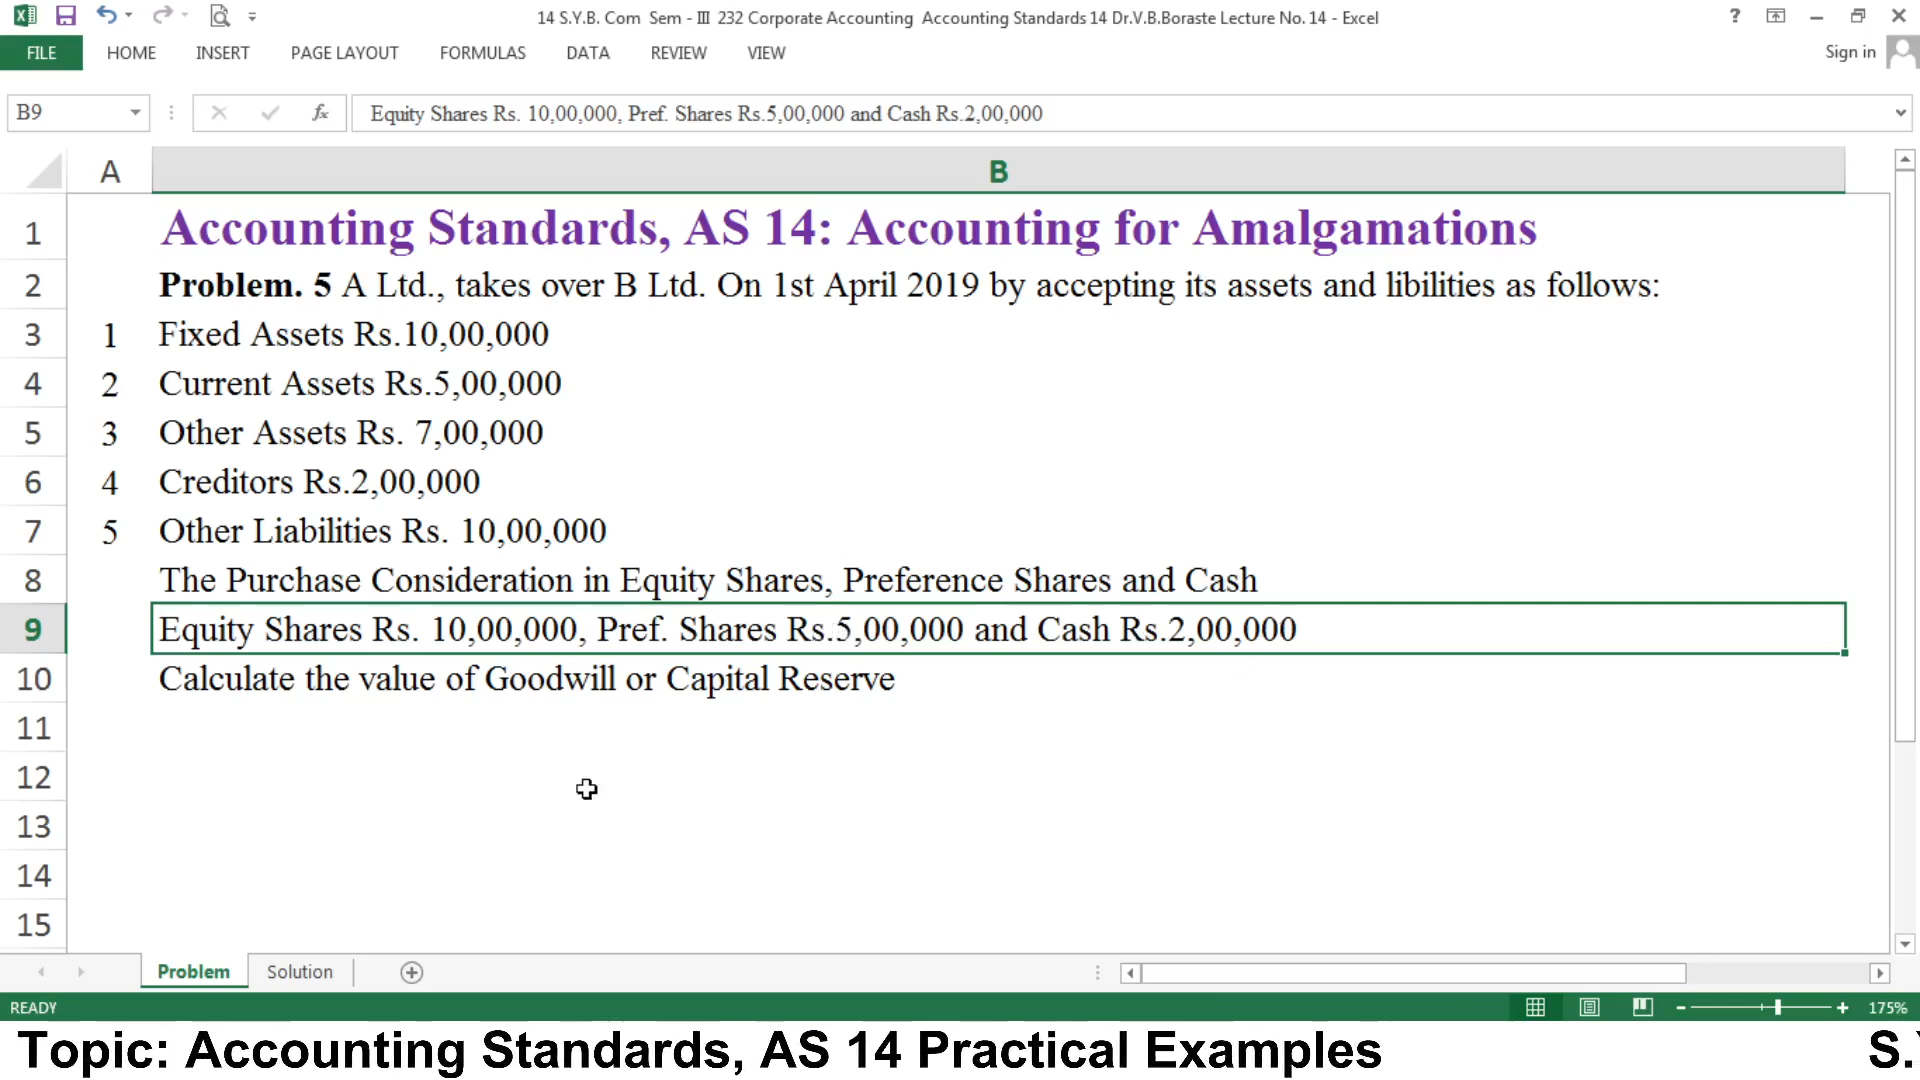 14 S.Y.B. Com Sem - III 232 Corporate Accounting Accounting Standards 14 Dr.V.B.Boraste Lecture No. 14 - Excel
FILE HOME INSERT PAGE LAYOUT FORMULAS DATA REVIEW VIEW Sign in
B9 fx Equity Shares Rs. 10,00,000, Pref. Shares Rs.5,00,000 and Cash Rs.2,00,000
A B
1 Accounting Standards, AS 14: Accounting for Amalgamations
2 Problem. 5 A Ltd., takes over B Ltd. On 1st April 2019 by accepting its assets and libilities as follows:
3 1 Fixed Assets Rs.10,00,000
4 2 Current Assets Rs.5,00,000
5 3 Other Assets Rs. 7,00,000
6 4 Creditors Rs.2,00,000
7 5 Other Liabilities Rs. 10,00,000
8 The Purchase Consideration in Equity Shares, Preference Shares and Cash
9 Equity Shares Rs. 10,00,000, Pref. Shares Rs.5,00,000 and Cash Rs.2,00,000
10 Calculate the value of Goodwill or Capital Reserve
11
12
13
14
15
Problem Solution
READY 175%
Topic: Accounting Standards, AS 14 Practical Examples S.